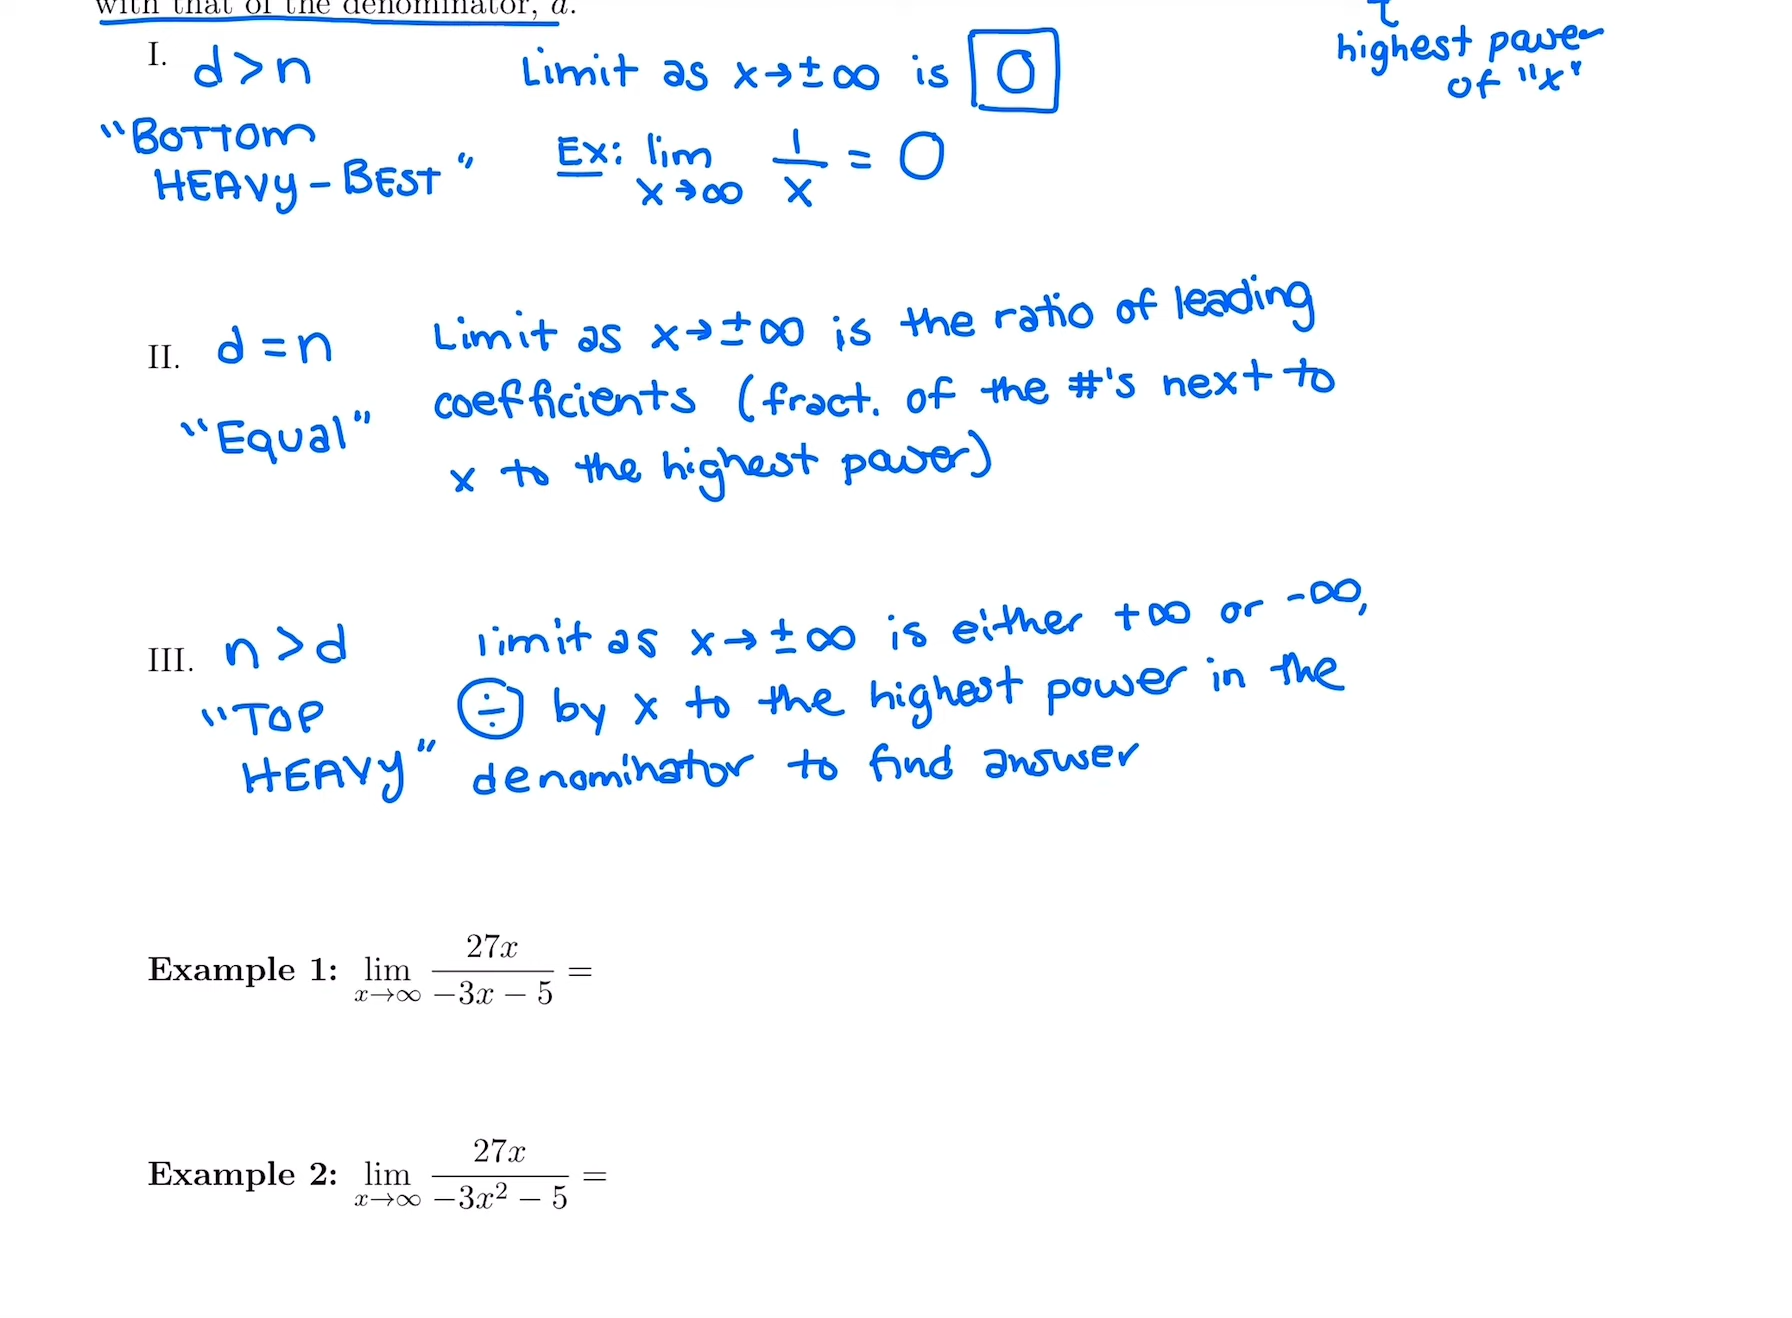 with that of the denominator, d.
highest power
of "x"
I. d > n Limit as x→±∞ is 0
"BOTTOM
HEAVY-BEST" Ex: lim x→∞ 1/x = 0
II. d = n Limit as x→±∞ is the ratio of leading
"Equal" coefficients (fract. of the #'s next to
x to the highest power)
III. n > d limit as x→±∞ is either +∞ or -∞,
"TOP ÷ by x to the highest power in the
HEAVY" denominator to find answer
Example 1: lim x→∞ 27x/(−3x − 5) =
Example 2: lim x→∞ 27x/(−3x² − 5) =